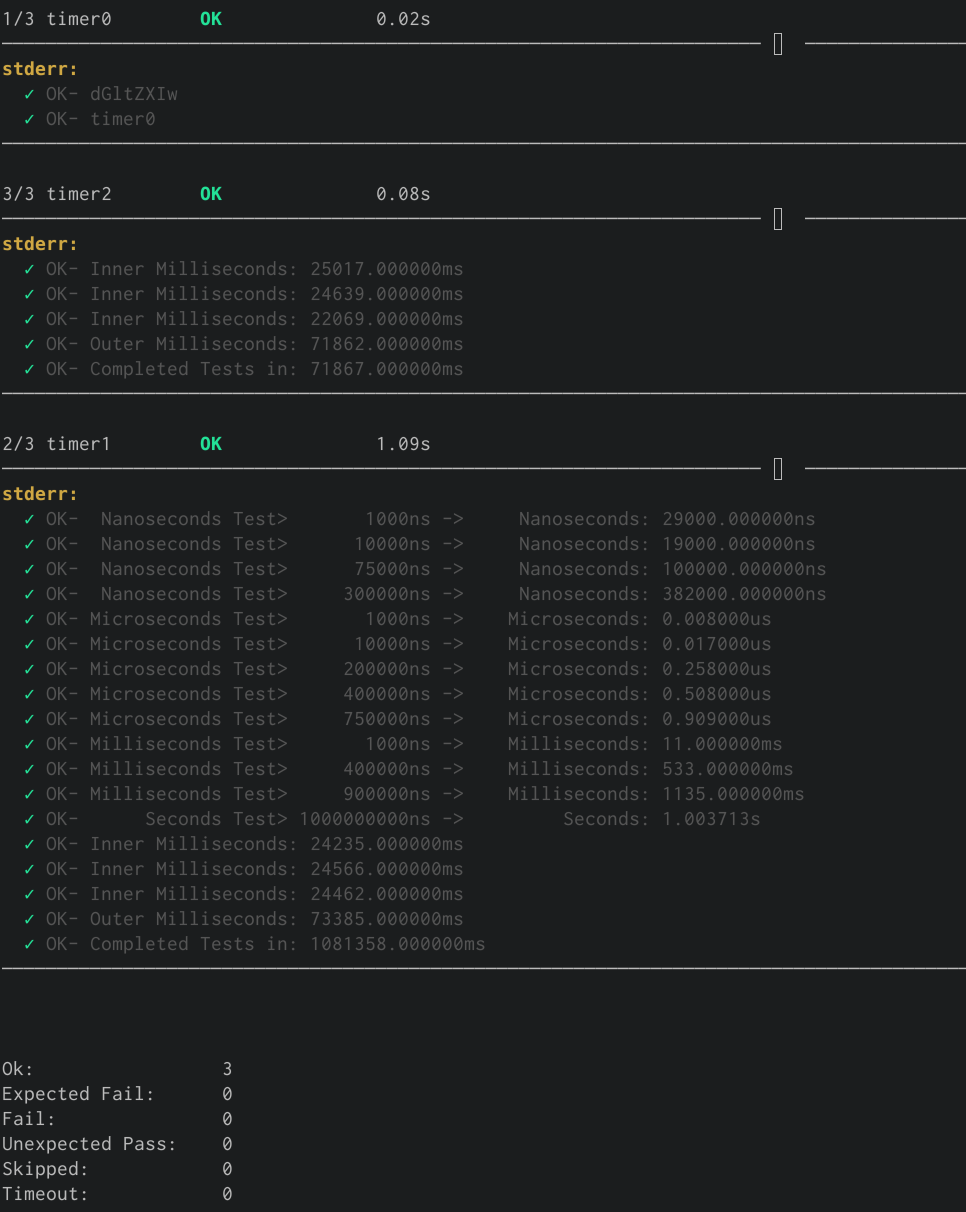 1/3 timer0        OK              0.02s
stderr:
✓ OK- dGltZXIw
✓ OK- timer0
3/3 timer2        OK              0.08s
stderr:
✓ OK- Inner Milliseconds: 25017.000000ms
✓ OK- Inner Milliseconds: 24639.000000ms
✓ OK- Inner Milliseconds: 22069.000000ms
✓ OK- Outer Milliseconds: 71862.000000ms
✓ OK- Completed Tests in: 71867.000000ms
2/3 timer1        OK              1.09s
stderr:
✓ OK-  Nanoseconds Test>       1000ns ->     Nanoseconds: 29000.000000ns
✓ OK-  Nanoseconds Test>      10000ns ->     Nanoseconds: 19000.000000ns
✓ OK-  Nanoseconds Test>      75000ns ->     Nanoseconds: 100000.000000ns
✓ OK-  Nanoseconds Test>     300000ns ->     Nanoseconds: 382000.000000ns
✓ OK- Microseconds Test>       1000ns ->    Microseconds: 0.008000us
✓ OK- Microseconds Test>      10000ns ->    Microseconds: 0.017000us
✓ OK- Microseconds Test>     200000ns ->    Microseconds: 0.258000us
✓ OK- Microseconds Test>     400000ns ->    Microseconds: 0.508000us
✓ OK- Microseconds Test>     750000ns ->    Microseconds: 0.909000us
✓ OK- Milliseconds Test>       1000ns ->    Milliseconds: 11.000000ms
✓ OK- Milliseconds Test>     400000ns ->    Milliseconds: 533.000000ms
✓ OK- Milliseconds Test>     900000ns ->    Milliseconds: 1135.000000ms
✓ OK-      Seconds Test> 1000000000ns ->         Seconds: 1.003713s
✓ OK- Inner Milliseconds: 24235.000000ms
✓ OK- Inner Milliseconds: 24566.000000ms
✓ OK- Inner Milliseconds: 24462.000000ms
✓ OK- Outer Milliseconds: 73385.000000ms
✓ OK- Completed Tests in: 1081358.000000ms
Ok:                 3
Expected Fail:      0
Fail:               0
Unexpected Pass:    0
Skipped:            0
Timeout:            0